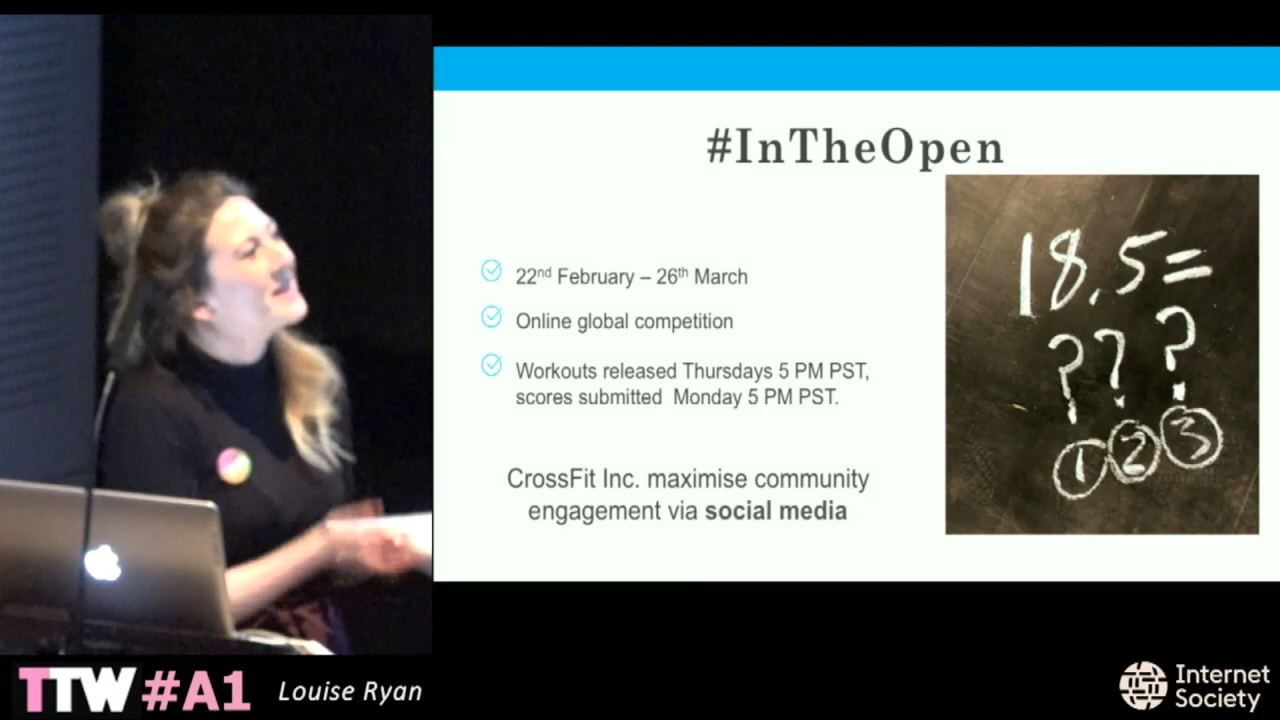 #InTheOpen
22nd February – 26th March
Online global competition
Workouts released Thursdays 5 PM PST,
scores submitted Monday 5 PM PST.
CrossFit Inc. maximise community
engagement via social media
18.5=
? ? ?
1 2 3
TTW #A1 Louise Ryan
Internet
Society